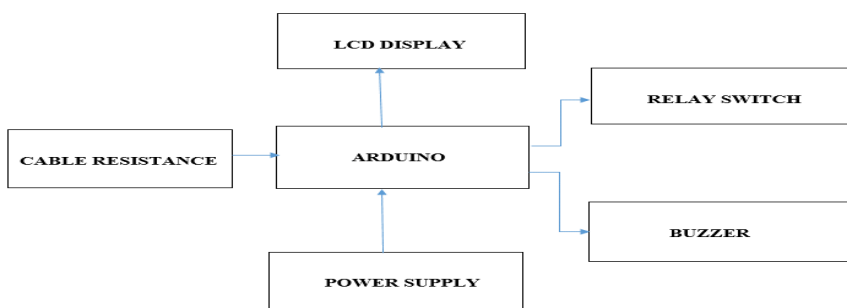 LCD DISPLAY
RELAY SWITCH
CABLE RESISTANCE
ARDUINO
BUZZER
POWER SUPPLY